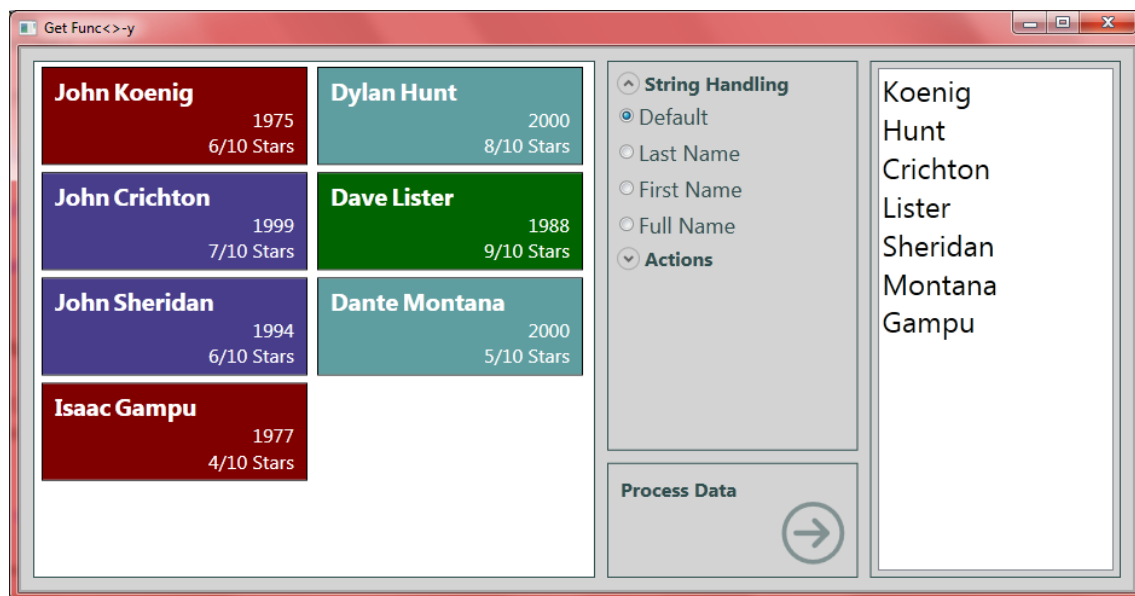 Get Func<>-y
John Koenig
1975
6/10 Stars
Dylan Hunt
2000
8/10 Stars
John Crichton
1999
7/10 Stars
Dave Lister
1988
9/10 Stars
John Sheridan
1994
6/10 Stars
Dante Montana
2000
5/10 Stars
Isaac Gampu
1977
4/10 Stars
String Handling
Default
Last Name
First Name
Full Name
Actions
Process Data
Koenig
Hunt
Crichton
Lister
Sheridan
Montana
Gampu